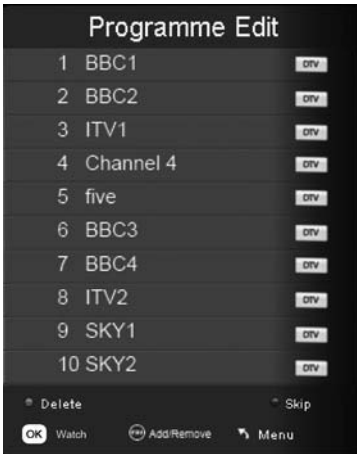 Programme Edit
1 BBC1 DTV
2 BBC2 DTV
3 ITV1 DTV
4 Channel 4 DTV
5 five DTV
6 BBC3 DTV
7 BBC4 DTV
8 ITV2 DTV
9 SKY1 DTV
10 SKY2 DTV
Delete Skip
OK Watch Add/Remove Menu